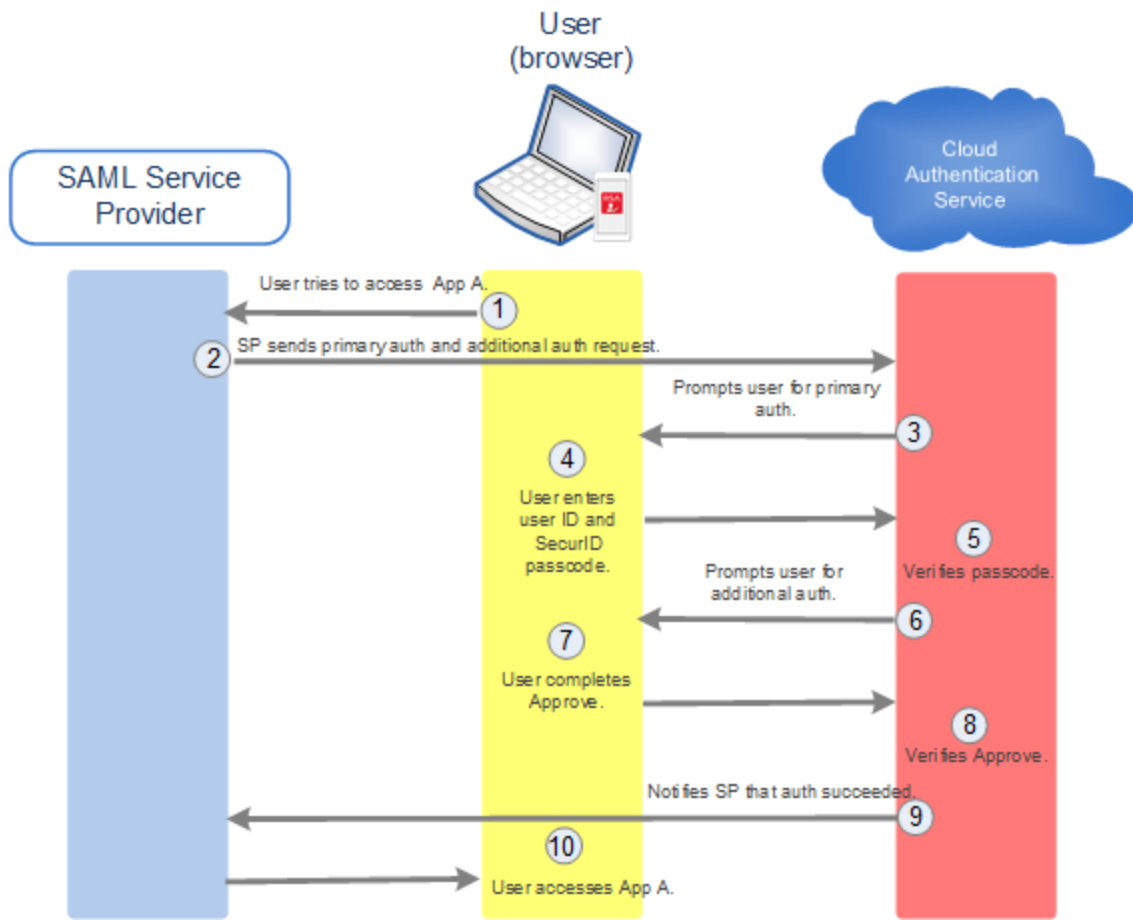 User
(browser)
SAML Service
Provider
Cloud
Authentication
Service
RSA
User tries to access App A.
1
2
SP sends primary auth and additional auth request.
Prompts user for primary
auth.
3
4
User enters
user ID and
SecurID
passcode.
5
Verifies passcode.
Prompts user for
additional auth.
6
7
User completes
Approve.
8
Verifies Approve.
Notifies SP that auth succeeded.
9
10
User accesses App A.